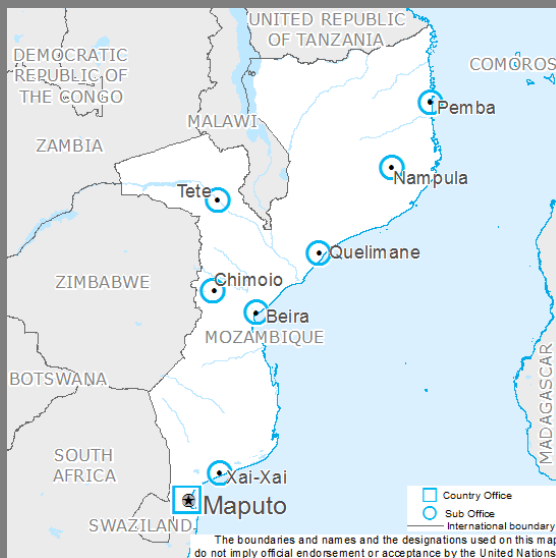 UNITED REPUBLIC
OF TANZANIA
DEMOCRATIC
REPUBLIC OF
THE CONGO
COMOROS
Pemba
MALAWI
ZAMBIA
Nampula
Tete
Quelimane
ZIMBABWE
Chimoio
Beira
MOZAMBIQUE
BOTSWANA
MADAGASCAR
SOUTH
AFRICA
Xai-Xai
Maputo
SWAZILAND
Country Office
Sub Office
International boundary
The boundaries and names and the designations used on this map
do not imply official endorsement or acceptance by the United